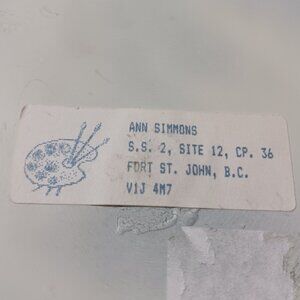 ANN SIMMONS
S.S. 2, SITE 12, CP. 36
FORT ST. JOHN, B.C.
V1J 4M7